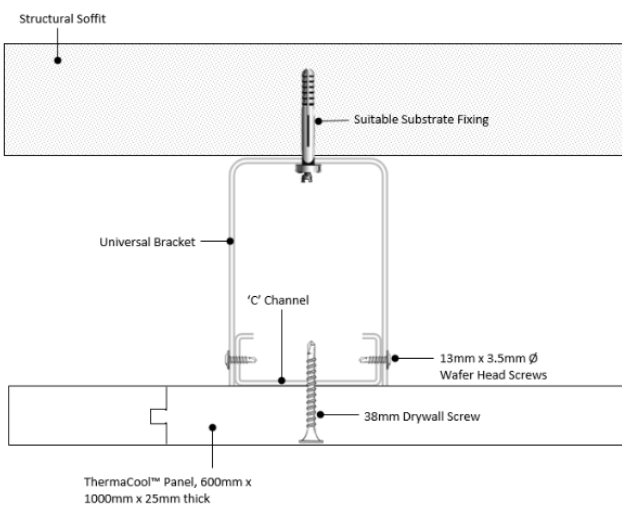 Structural Soffit
Suitable Substrate Fixing
Universal Bracket
‘C’ Channel
13mm x 3.5mm Ø
Wafer Head Screws
38mm Drywall Screw
ThermaCool™ Panel, 600mm x
1000mm x 25mm thick